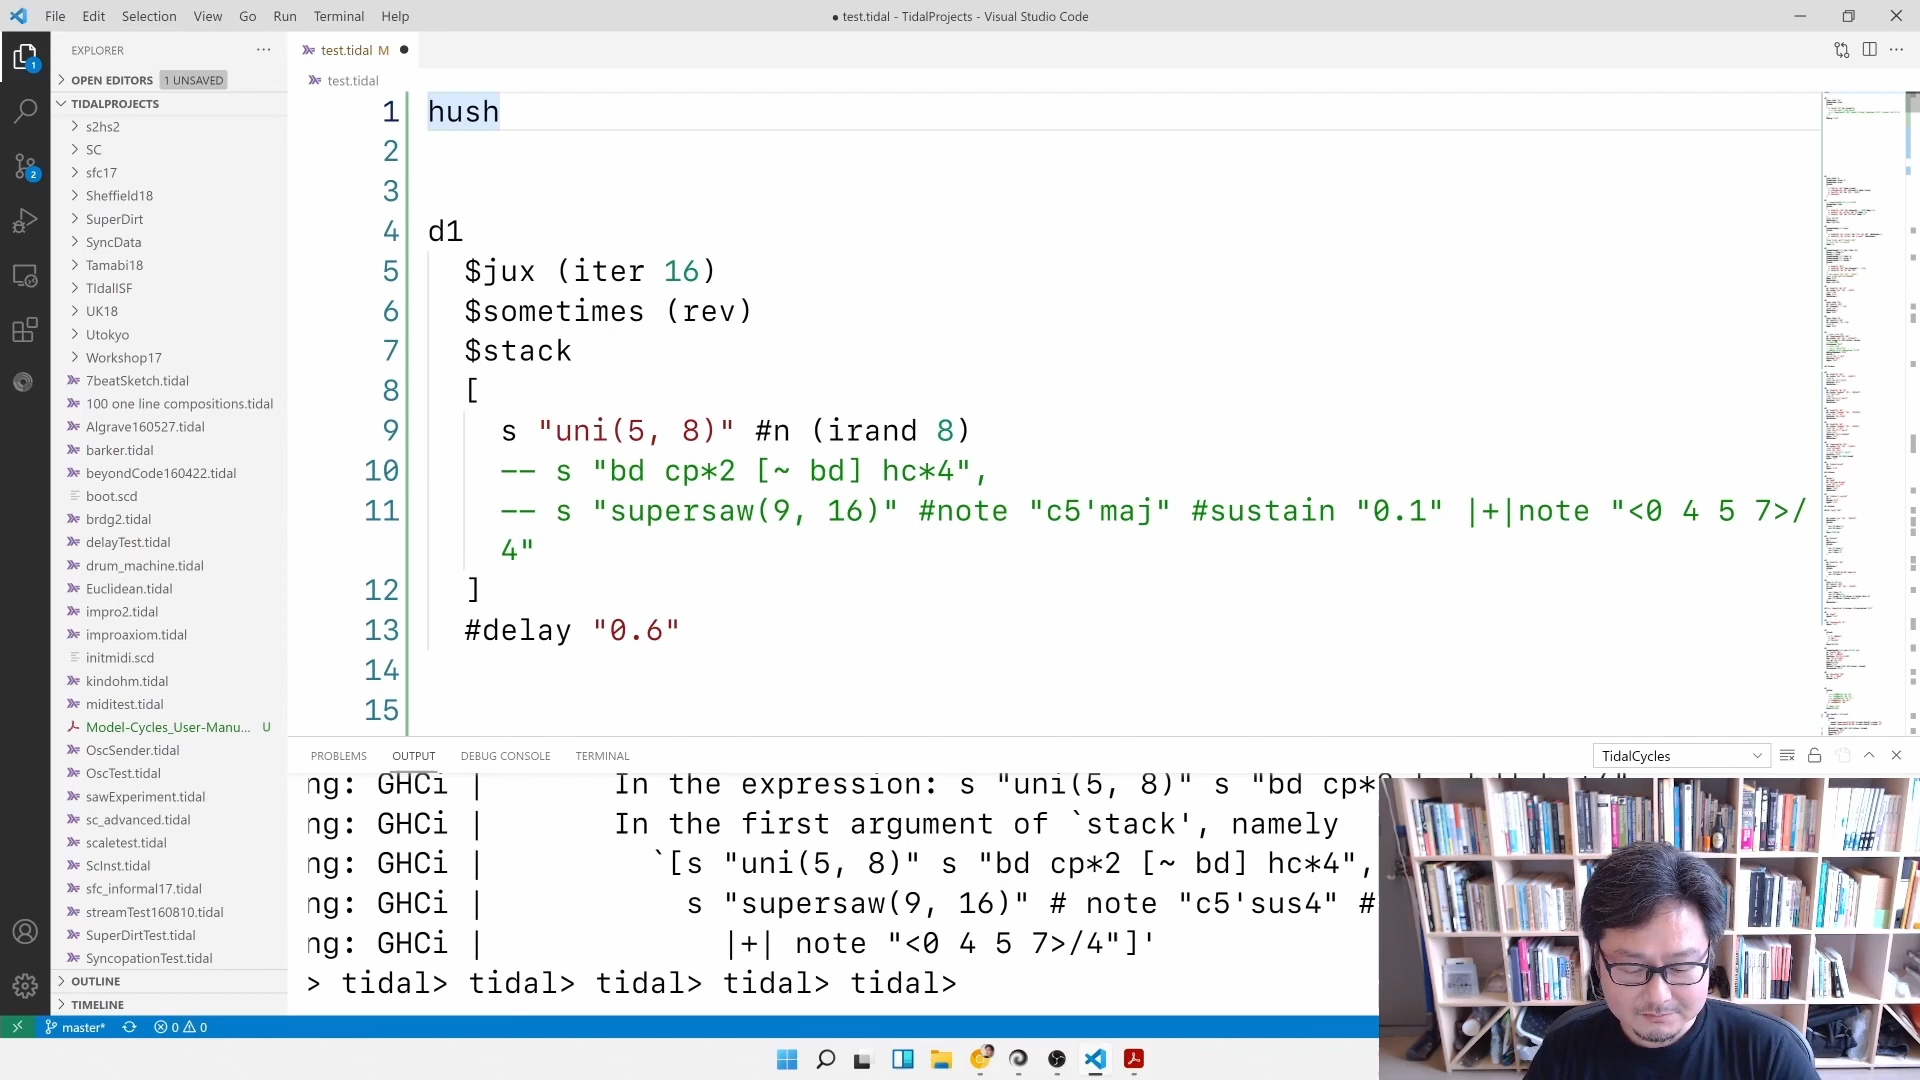 File Edit Selection View Go Run Terminal Help
● test.tidal - TidalProjects - Visual Studio Code
EXPLORER
OPEN EDITORS 1 UNSAVED
TIDALPROJECTS
s2hs2
SC
sfc17
Sheffield18
SuperDirt
SyncData
Tamabi18
TIdalISF
UK18
Utokyo
Workshop17
7beatSketch.tidal
100 one line compositions.tidal
Algrave160527.tidal
barker.tidal
beyondCode160422.tidal
boot.scd
brdg2.tidal
delayTest.tidal
drum_machine.tidal
Euclidean.tidal
impro2.tidal
improaxiom.tidal
initmidi.scd
kindohm.tidal
miditest.tidal
Model-Cycles_User-Manu... U
OscSender.tidal
OscTest.tidal
sawExperiment.tidal
sc_advanced.tidal
scaletest.tidal
ScInst.tidal
sfc_informal17.tidal
streamTest160810.tidal
SuperDirtTest.tidal
SyncopationTest.tidal
OUTLINE
TIMELINE
1
2
test.tidal M ●
test.tidal
1 hush
2
3
4 d1
5 $jux (iter 16)
6 $sometimes (rev)
7 $stack
8 [
9 s "uni(5, 8)" #n (irand 8)
10 -- s "bd cp*2 [~ bd] hc*4",
11 -- s "supersaw(9, 16)" #note "c5'maj" #sustain "0.1" |+|note "<0 4 5 7>/
4"
12 ]
13 #delay "0.6"
14
15
PROBLEMS OUTPUT DEBUG CONSOLE TERMINAL
TidalCycles
ng: GHCi | In the expression: s "uni(5, 8)" s "bd cp*
ng: GHCi | In the first argument of `stack', namely
ng: GHCi | `[s "uni(5, 8)" s "bd cp*2 [~ bd] hc*4",
ng: GHCi | s "supersaw(9, 16)" # note "c5'sus4" #
ng: GHCi | |+| note "<0 4 5 7>/4"]'
> tidal> tidal> tidal> tidal> tidal>
master* 0 0